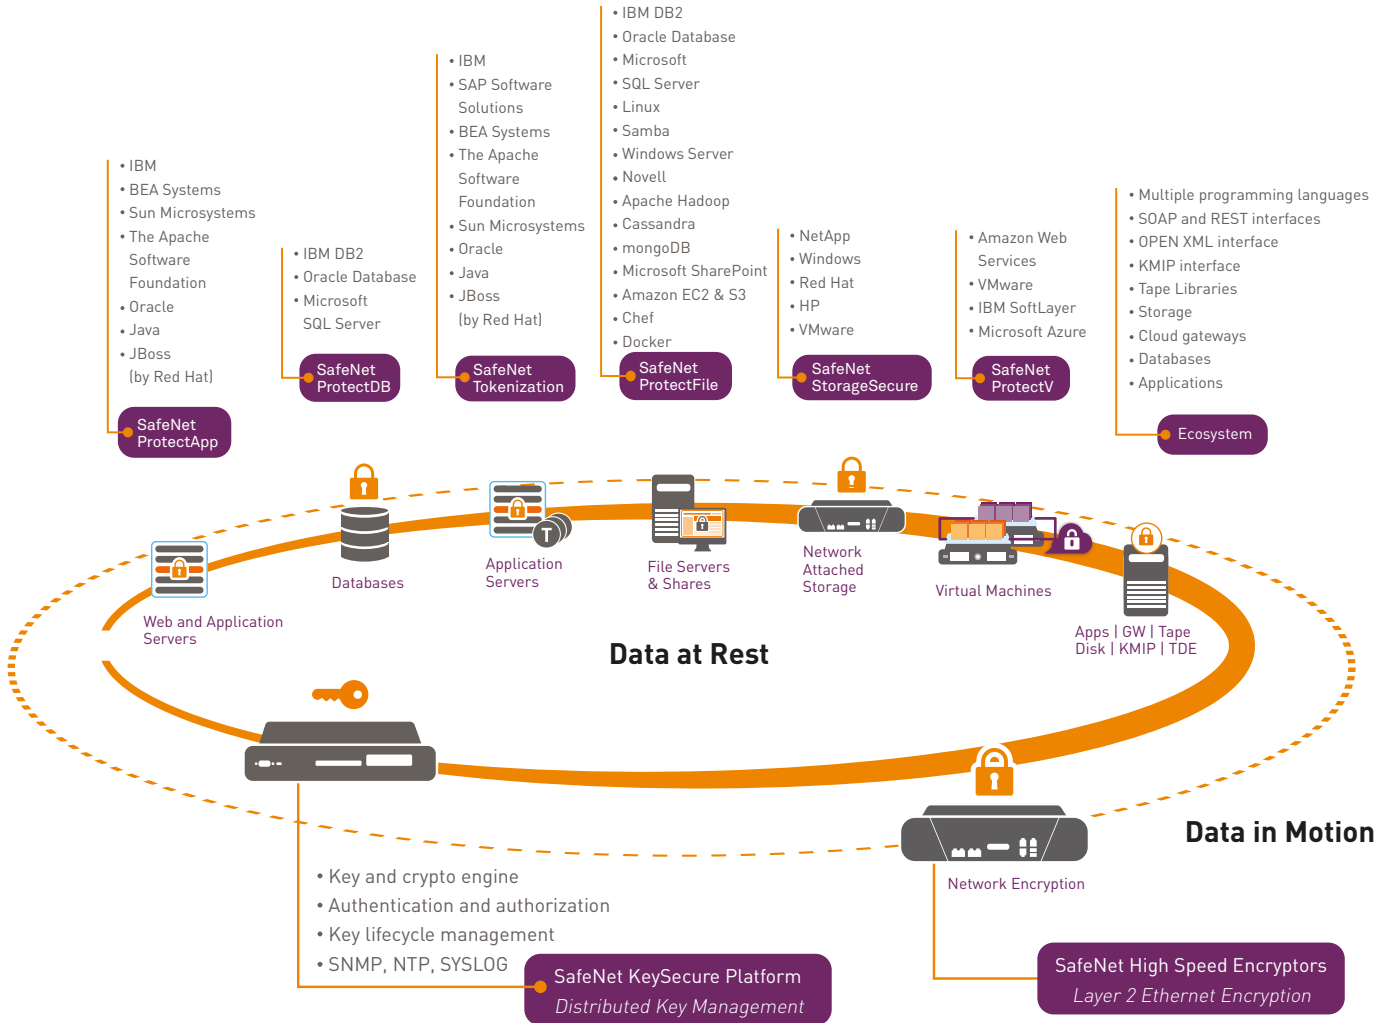 • IBM
• BEA Systems
• Sun Microsystems
• The Apache
Software
Foundation
• Oracle
• Java
• JBoss
(by Red Hat)
SafeNet
ProtectApp
• IBM DB2
• Oracle Database
• Microsoft
SQL Server
SafeNet
ProtectDB
• IBM
• SAP Software
Solutions
• BEA Systems
• The Apache
Software
Foundation
• Sun Microsystems
• Oracle
• Java
• JBoss
(by Red Hat)
SafeNet
Tokenization
• IBM DB2
• Oracle Database
• Microsoft
• SQL Server
• Linux
• Samba
• Windows Server
• Novell
• Apache Hadoop
• Cassandra
• mongoDB
• Microsoft SharePoint
• Amazon EC2 & S3
• Chef
• Docker
SafeNet
ProtectFile
• NetApp
• Windows
• Red Hat
• HP
• VMware
SafeNet
StorageSecure
• Amazon Web
Services
• VMware
• IBM SoftLayer
• Microsoft Azure
SafeNet
ProtectV
• Multiple programming languages
• SOAP and REST interfaces
• OPEN XML interface
• KMIP interface
• Tape Libraries
• Storage
• Cloud gateways
• Databases
• Applications
Ecosystem
Web and Application
Servers
Databases
T
Application
Servers
File Servers
& Shares
Network
Attached
Storage
Virtual Machines
Apps | GW | Tape
Disk | KMIP | TDE
Data at Rest
Data in Motion
Network Encryption
• Key and crypto engine
• Authentication and authorization
• Key lifecycle management
• SNMP, NTP, SYSLOG
SafeNet KeySecure Platform
Distributed Key Management
SafeNet High Speed Encryptors
Layer 2 Ethernet Encryption